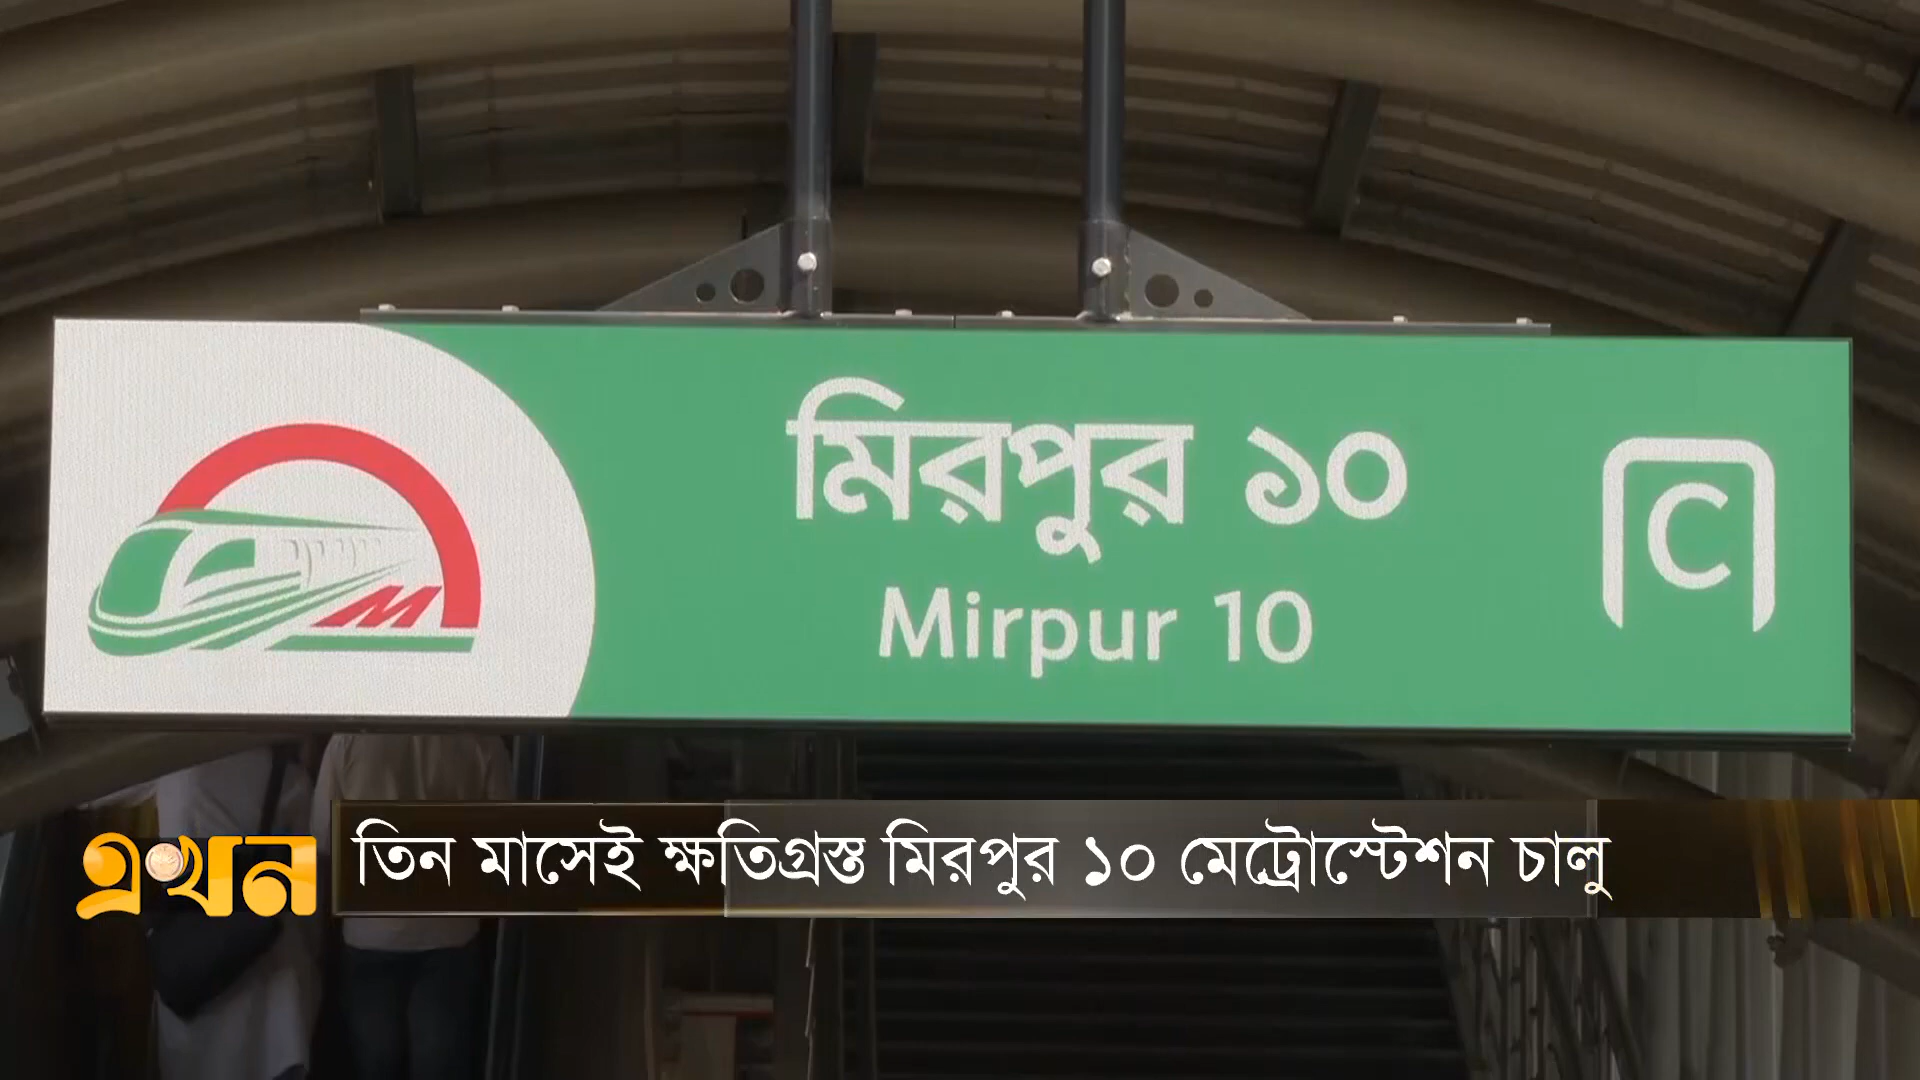 মিরপুর ১০
Mirpur 10
C
M
এখন
তিন মাসেই ক্ষতিগ্রস্ত মিরপুর ১০ মেট্রোস্টেশন চালু